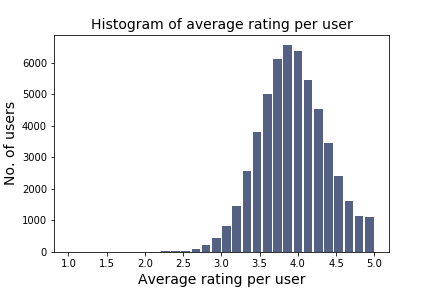 Histogram of average rating per user
No. of users
6000
5000
4000
3000
2000
1000
0
1.0 1.5 2.0 2.5 3.0 3.5 4.0 4.5 5.0
Average rating per user